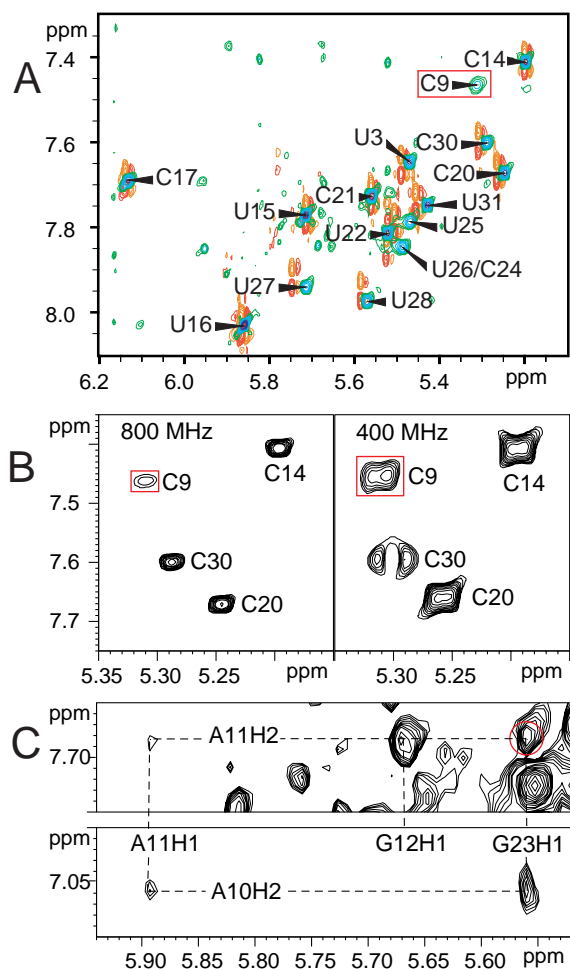 A
ppm
7.4
7.6
7.8
8.0
C14
C9
U3
C30
C20
C17
C21
U31
U15
U25
U22
U26/C24
U27
U28
U16
6.2 6.0 5.8 5.6 5.4 ppm
B
ppm
7.5
7.6
7.7
800 MHz
C9
C14
C30
C20
5.35 5.30 5.25 ppm
400 MHz
C9
C14
C30
C20
5.30 5.25 ppm
C
ppm
7.70
A11H2
ppm
7.05
A11H1 G12H1 G23H1
A10H2
5.90 5.85 5.80 5.75 5.70 5.65 5.60 ppm